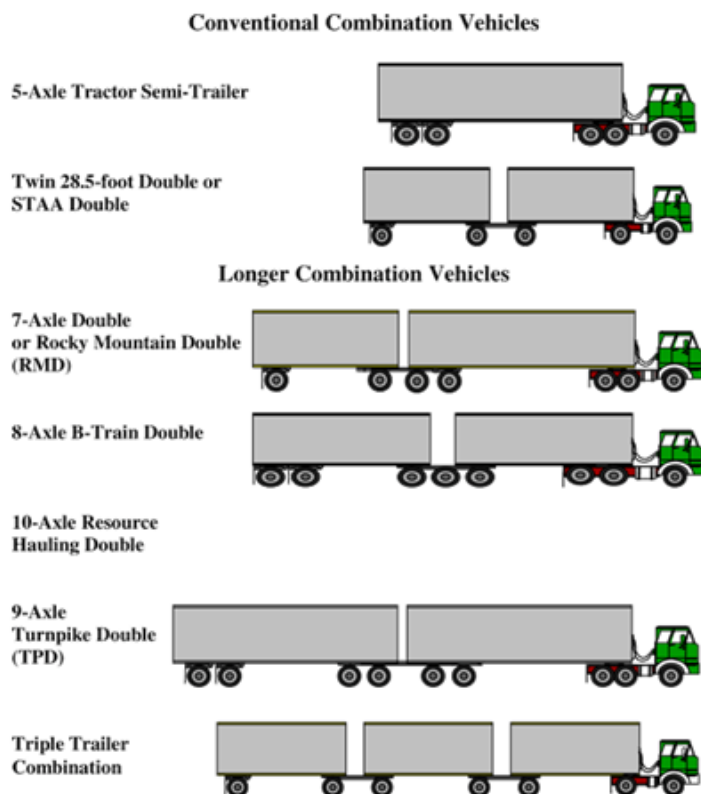 Conventional Combination Vehicles
5-Axle Tractor Semi-Trailer
Twin 28.5-foot Double or
STAA Double
Longer Combination Vehicles
7-Axle Double
or Rocky Mountain Double
(RMD)
8-Axle B-Train Double
10-Axle Resource
Hauling Double
9-Axle
Turnpike Double
(TPD)
Triple Trailer
Combination